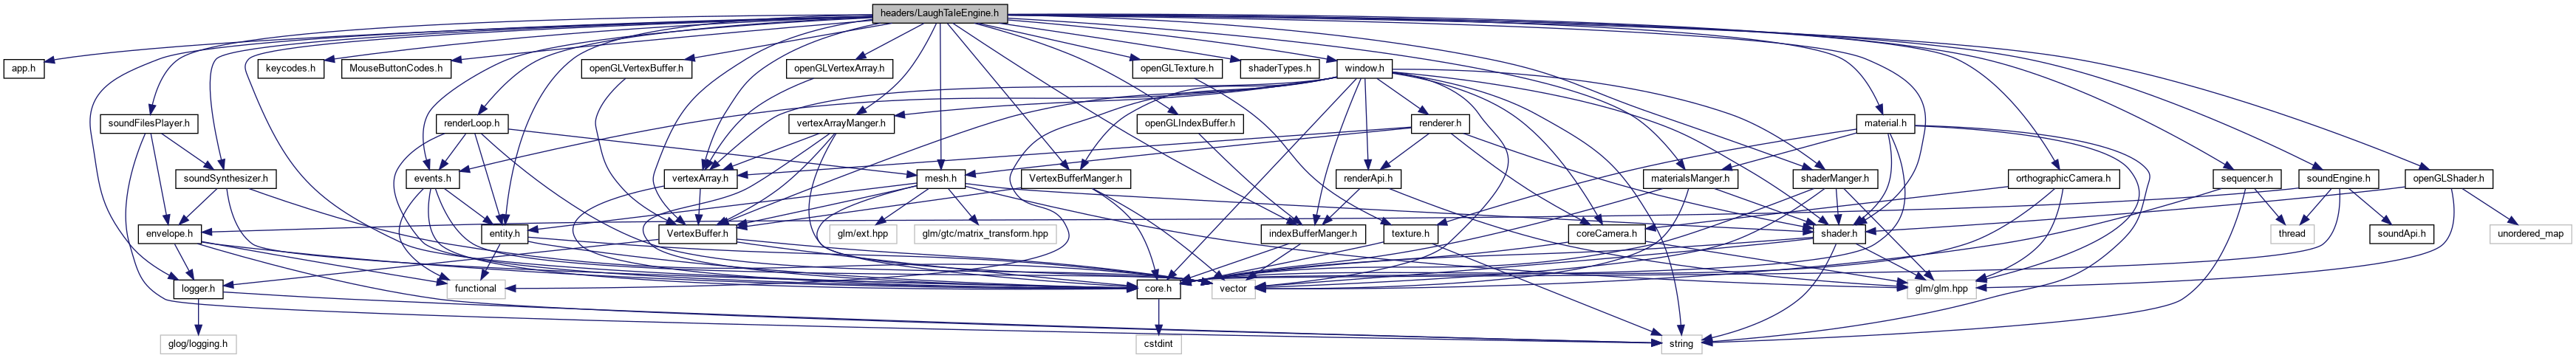 headers/LaughTaleEngine.h
app.h
keycodes.h
MouseButtonCodes.h
openGLVertexBuffer.h
openGLVertexArray.h
openGLTexture.h
shaderTypes.h
window.h
soundFilesPlayer.h
renderLoop.h
vertexArrayManger.h
openGLIndexBuffer.h
renderer.h
material.h
soundSynthesizer.h
events.h
vertexArray.h
mesh.h
VertexBufferManger.h
renderApi.h
materialsManger.h
shaderManger.h
orthographicCamera.h
sequencer.h
soundEngine.h
openGLShader.h
envelope.h
entity.h
VertexBuffer.h
glm/ext.hpp
glm/gtc/matrix_transform.hpp
indexBufferManger.h
texture.h
coreCamera.h
shader.h
thread
soundApi.h
unordered_map
logger.h
functional
core.h
vector
glm/glm.hpp
glog/logging.h
cstdint
string